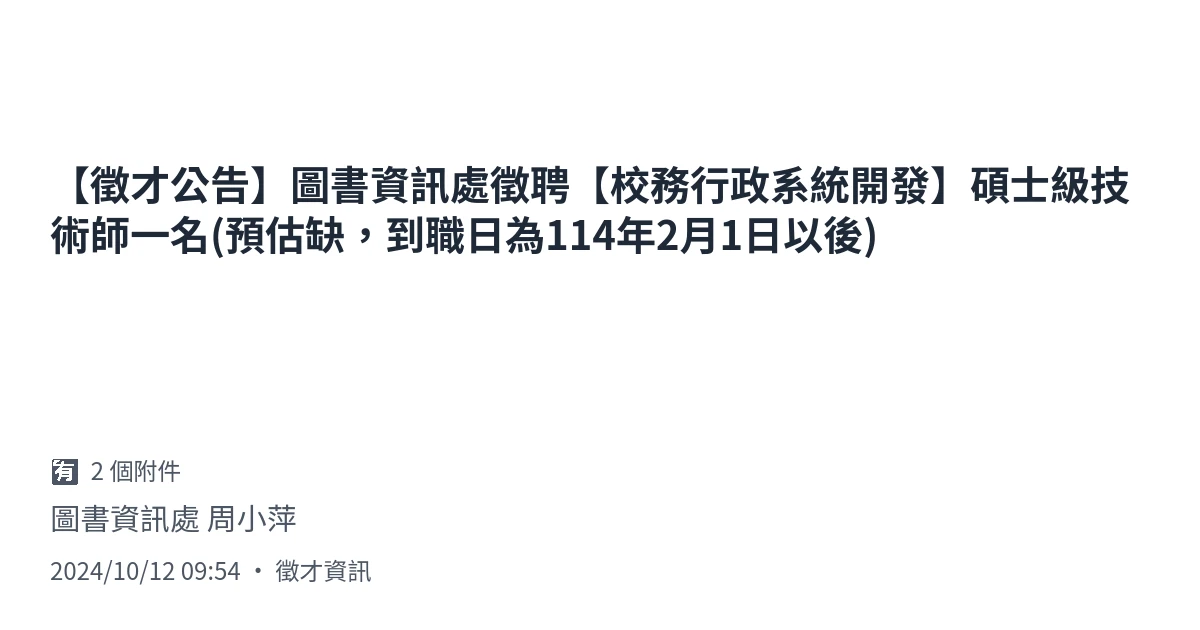 【徵才公告】圖書資訊處徵聘【校務行政系統開發】碩士級技
術師一名(預估缺，到職日為114年2月1日以後)
🈶 2 個附件
圖書資訊處 周小萍
2024/10/12 09:54 • 徵才資訊